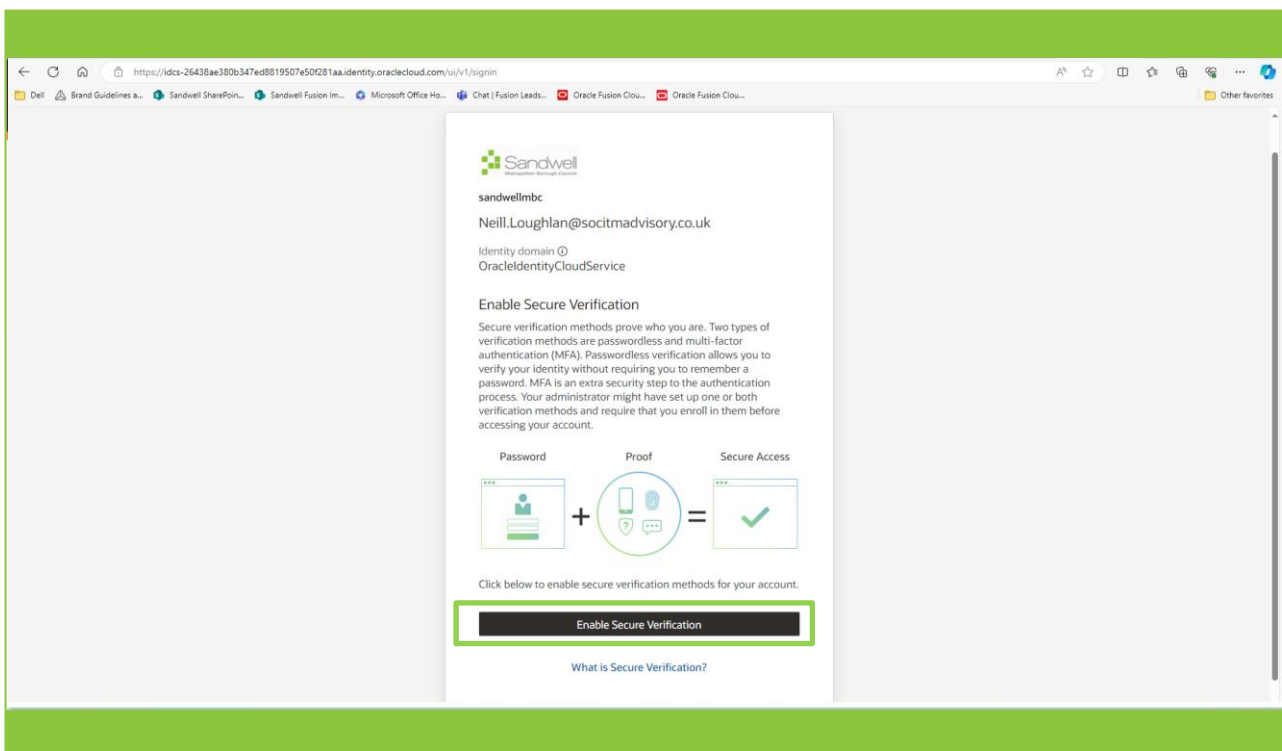 https://idcs-26438ae380b347ed8819507e50f281aa.identity.oraclecloud.com/ui/v1/signin
Dell Brand Guidelines a... Sandwell SharePoin... Sandwell Fusion Im... Microsoft Office Ho... Chat | Fusion Leads... Oracle Fusion Clou... Oracle Fusion Clou... Other favorites
Sandwell
Metropolitan Borough Council
sandwellmbc
Neill.Loughlan@socitmadvisory.co.uk
Identity domain
OracleIdentityCloudService
Enable Secure Verification
Secure verification methods prove who you are. Two types of
verification methods are passwordless and multi-factor
authentication (MFA). Passwordless verification allows you to
verify your identity without requiring you to remember a
password. MFA is an extra security step to the authentication
process. Your administrator might have set up one or both
verification methods and require that you enroll in them before
accessing your account.
Password Proof Secure Access
+ =
Click below to enable secure verification methods for your account.
Enable Secure Verification
What is Secure Verification?